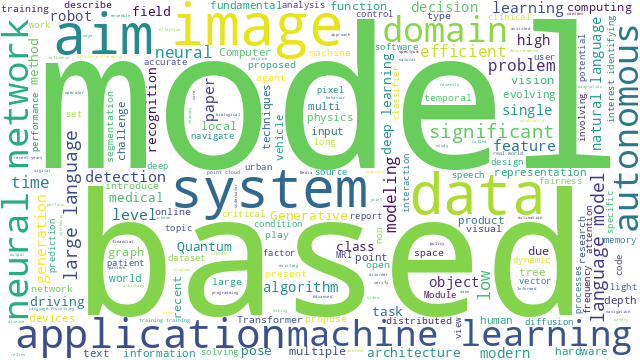 training
describe
fundamental
analysis
function
decision
learning
computing
robot
field
work
image
aim
domain
control
type
clinical
neural
Computer
machine
proposed
software
efficient
high
user
problem
method
agent
vision
accurate
model
recognition
paper
pixel
multi
physics
deep learning
classifier
temporal
evolving
single
involving
potential
natural language
interest
identifying
autonomous
neural network
performance
set
segmentation
challenge
local
navigate
techniques
vehicle
input
long
significant
feature
design
representation
detection
deep
urban
source
interaction
modeling
speech
fairness
time
introduce
medical
system
data
large language
generation
prediction
level
online
critical
Generative
report
product
visual
language model
specific
topic
condition
play
graph
patient
world
Quantum
dataset
class
MRI
point
non
open
space
object
due
dynamic
tree
vector
low
processes
research
frequency
attention
memory
code
light
depth
network
driving
devices
recent
large
algorithm
factor
present
based
Module
Transformer
propose
task
distributed
view
human
diffusion
application
machine learning
text
information
solving
pose
multiple
architecture
modern
hardware